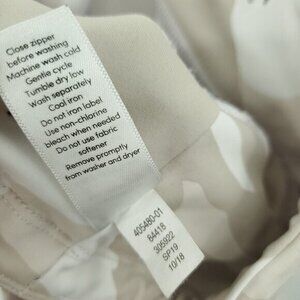 Close zipper
before washing
Machine wash cold
Gentle cycle
Tumble dry low
Wash separately
Cool iron
Do not iron label
Use non-chlorine
bleach when needed
Do not use fabric
softener
Remove promptly
from washer and dryer
405480-01
64418
305922
SP19
10/18